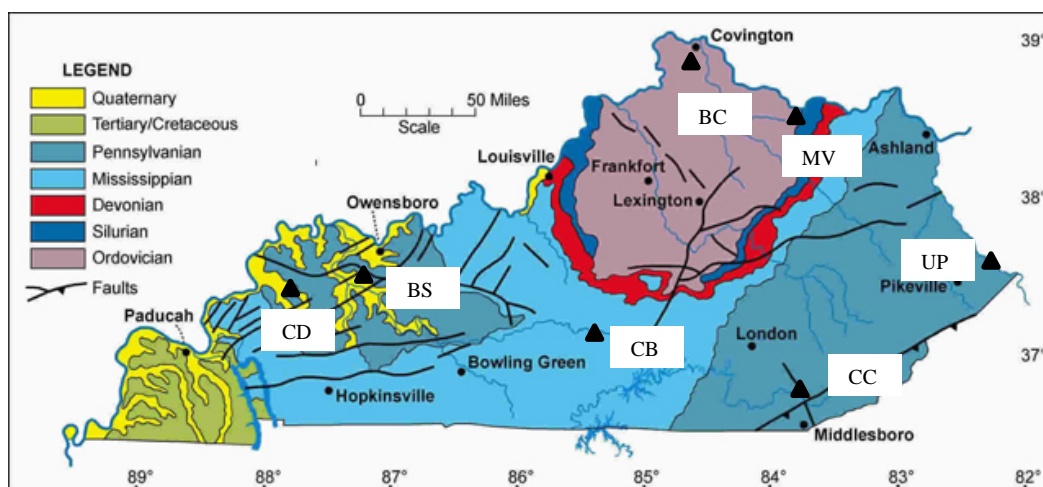 Covington
39°
LEGEND
Quaternary
Tertiary/Cretaceous
Pennsylvanian
Mississippian
Devonian
Silurian
Ordovician
Faults
0 50 Miles
Scale
BC
MV
Ashland
Louisville
Frankfort
Lexington
38°
Owensboro
UP
Pikeville
BS
CD
Paducah
CB
London
37°
Bowling Green
CC
Hopkinsville
Middlesboro
89° 88° 87° 86° 85° 84° 83° 82°